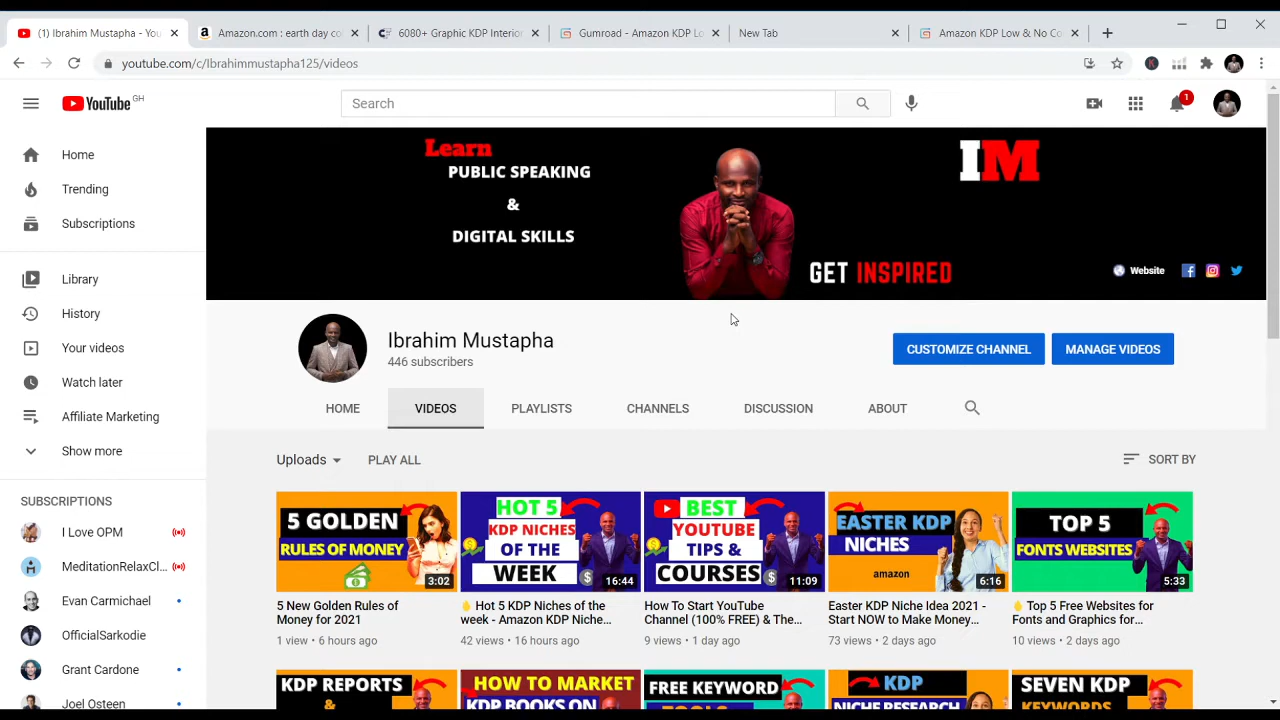 (1) Ibrahim Mustapha - You
Amazon.com : earth day co
6080+ Graphic KDP Interior
Gumroad - Amazon KDP Lo
New Tab
Amazon KDP Low & No Co
youtube.com/c/Ibrahimmustapha125/videos
YouTube GH
Search
1
Home
Trending
Subscriptions
Library
History
Your videos
Watch later
Affiliate Marketing
Show more
SUBSCRIPTIONS
I Love OPM
MeditationRelaxCl...
Evan Carmichael
OfficialSarkodie
Grant Cardone
Joel Osteen
Learn
PUBLIC SPEAKING
&
DIGITAL SKILLS
IM
GET INSPIRED
Website
Ibrahim Mustapha
446 subscribers
CUSTOMIZE CHANNEL
MANAGE VIDEOS
HOME
VIDEOS
PLAYLISTS
CHANNELS
DISCUSSION
ABOUT
Uploads
PLAY ALL
SORT BY
5 GOLDEN
RULES OF MONEY
3:02
5 New Golden Rules of
Money for 2021
1 view • 6 hours ago
HOT 5
KDP NICHES
OF THE
WEEK
16:44
Hot 5 KDP Niches of the
week - Amazon KDP Niche...
42 views • 16 hours ago
BEST
YOUTUBE
TIPS &
COURSES
11:09
How To Start YouTube
Channel (100% FREE) & The...
9 views • 1 day ago
EASTER KDP
NICHES
amazon
6:16
Easter KDP Niche Idea 2021 -
Start NOW to Make Money...
73 views • 2 days ago
TOP 5
FONTS WEBSITES
5:33
Top 5 Free Websites for
Fonts and Graphics for...
10 views • 2 days ago
KDP REPORTS
&
HOW TO MARKET
KDP BOOKS ON
FREE KEYWORD
TOOLS
KDP
NICHE RESEARCH
SEVEN KDP
KEYWORDS